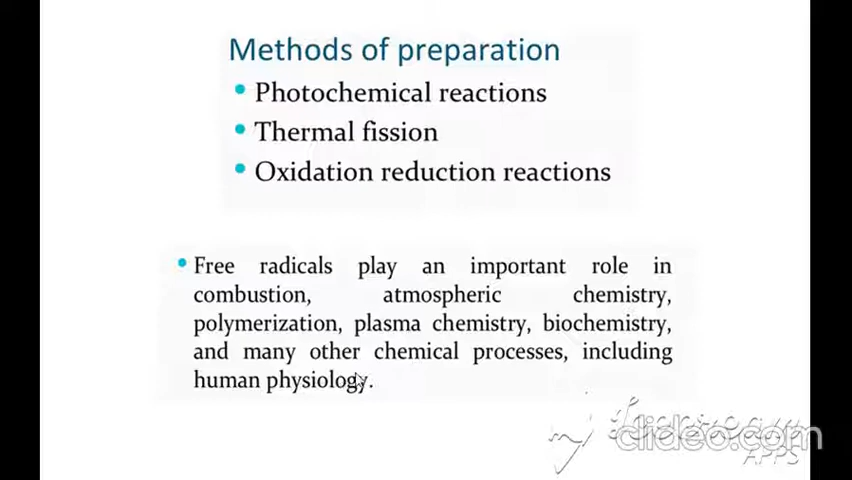 Methods of preparation
• Photochemical reactions
• Thermal fission
• Oxidation reduction reactions
• Free radicals play an important role in
combustion, atmospheric chemistry,
polymerization, plasma chemistry, biochemistry,
and many other chemical processes, including
human physiology.
clideo.com
APPS